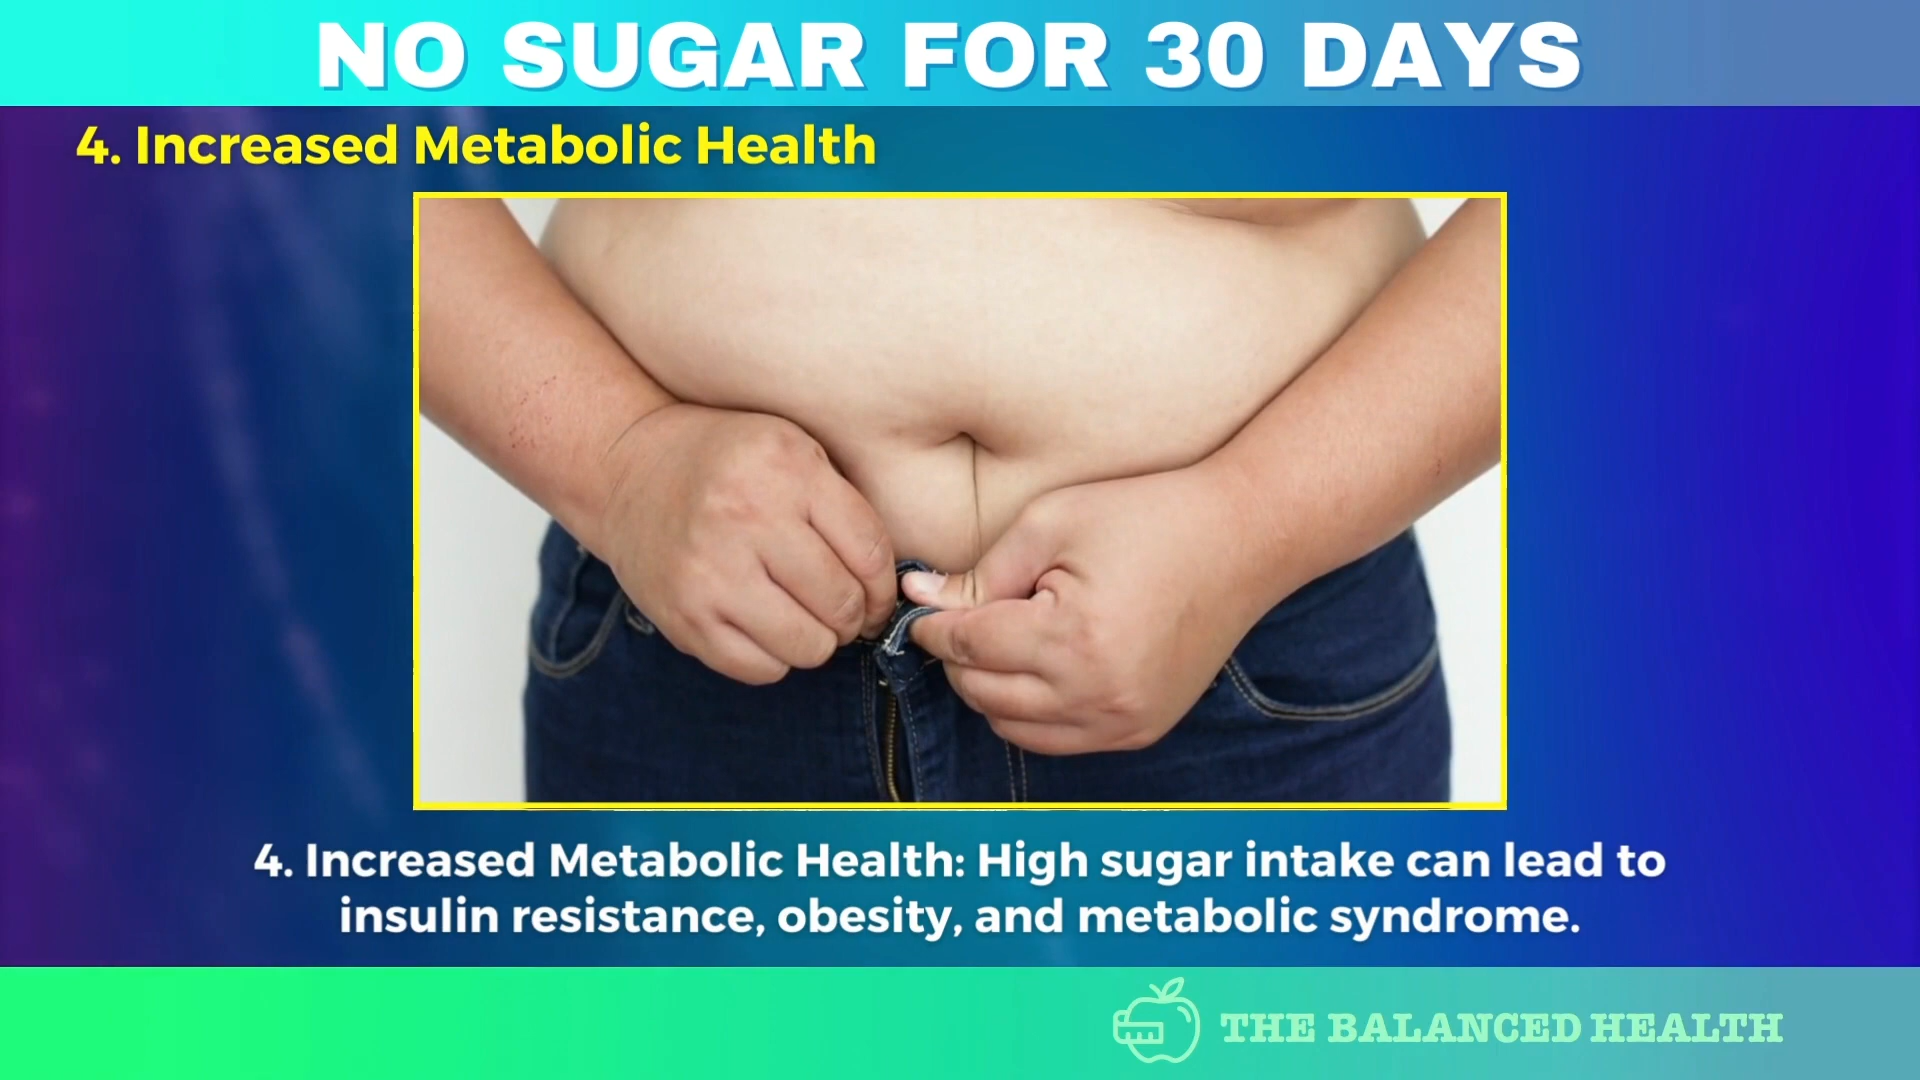 NO SUGAR FOR 30 DAYS
4. Increased Metabolic Health
4. Increased Metabolic Health: High sugar intake can lead to
insulin resistance, obesity, and metabolic syndrome.
THE BALANCED HEALTH